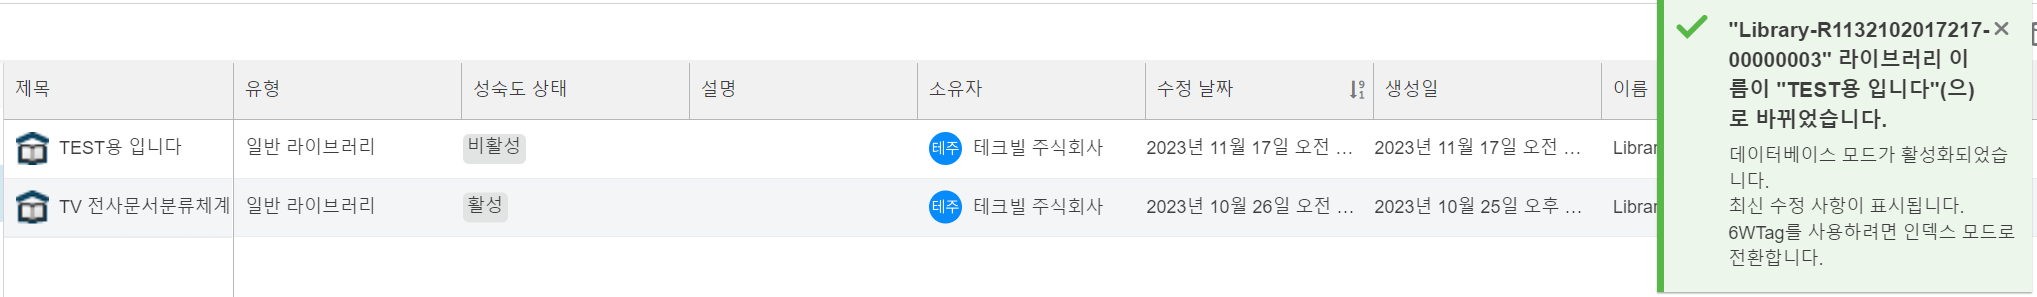 제목 유형 성숙도 상태 설명 소유자 수정 날짜 생성일 이름
TEST용 입니다 일반 라이브러리 비활성 테주 테크빌 주식회사 2023년 11월 17일 오전 ... 2023년 11월 17일 오전 ... Librar
TV 전사문서분류체계 일반 라이브러리 활성 테주 테크빌 주식회사 2023년 10월 26일 오전 ... 2023년 10월 25일 오후 ... Librar
"Library-R1132102017217-
00000003" 라이브러리 이
름이 "TEST용 입니다"(으)
로 바뀌었습니다.
데이터베이스 모드가 활성화되었습
니다.
최신 수정 사항이 표시됩니다.
6WTag를 사용하려면 인덱스 모드로
전환합니다.